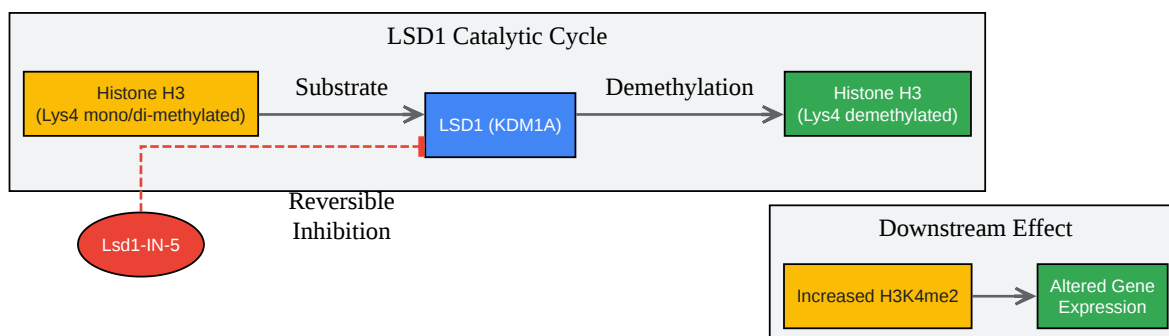 LSD1 Catalytic Cycle
Histone H3
(Lys4 mono/di-methylated)
Substrate
LSD1 (KDM1A)
Demethylation
Histone H3
(Lys4 demethylated)
Reversible
Inhibition
Lsd1-IN-5
Downstream Effect
Increased H3K4me2
Altered Gene
Expression